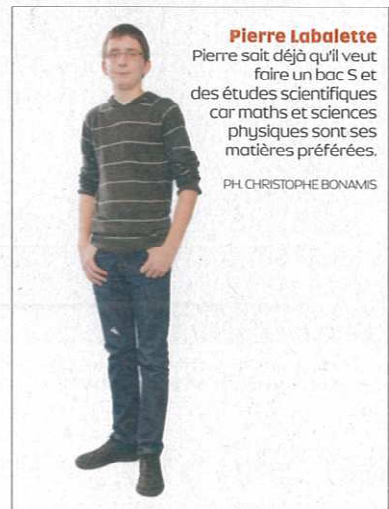 Pierre Labalette
Pierre sait déjà qu'il veut
faire un bac S et
des études scientifiques
car maths et sciences
physiques sont ses
matières préférées.
PH. CHRISTOPHE BONAMIS